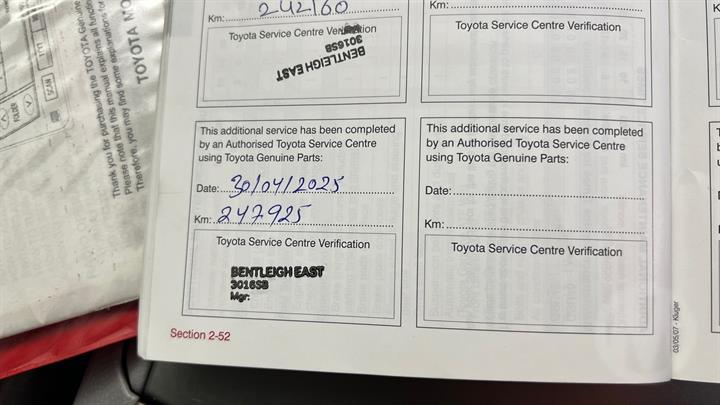 Km: 242160
Toyota Service Centre Verification
BENTLEIGH EAST
3016SB
Km:
Toyota Service Centre Verification
This additional service has been completed
by an Authorised Toyota Service Centre
using Toyota Genuine Parts:
Date: 30/04/2025
Km: 247925
Toyota Service Centre Verification
BENTLEIGH EAST
3016SB
Mgr:
This additional service has been completed
by an Authorised Toyota Service Centre
using Toyota Genuine Parts:
Date:
Km:
Toyota Service Centre Verification
Section 2-52
03/05/07 - Kluger
Thank you for purchasing the TOYOTA Genuine
Please note that this manual explains all
Therefore, you may find some explanations
TOYOTA
FOLDER
SCAN